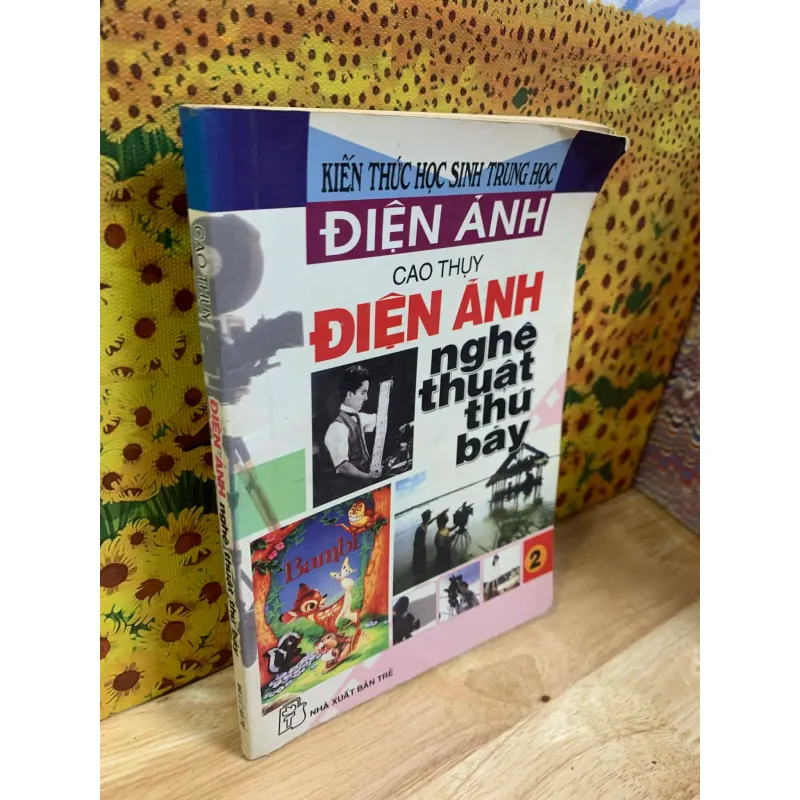 KIẾN THỨC HỌC SINH TRUNG HỌC
ĐIỆN ẢNH
CAO THỤY
ĐIỆN ẢNH
nghệ
thuật
thứ
bảy
Bambi
2
NHÀ XUẤT BẢN TRẺ
CAO THỤY
ĐIỆN ẢNH nghệ thuật thứ bảy